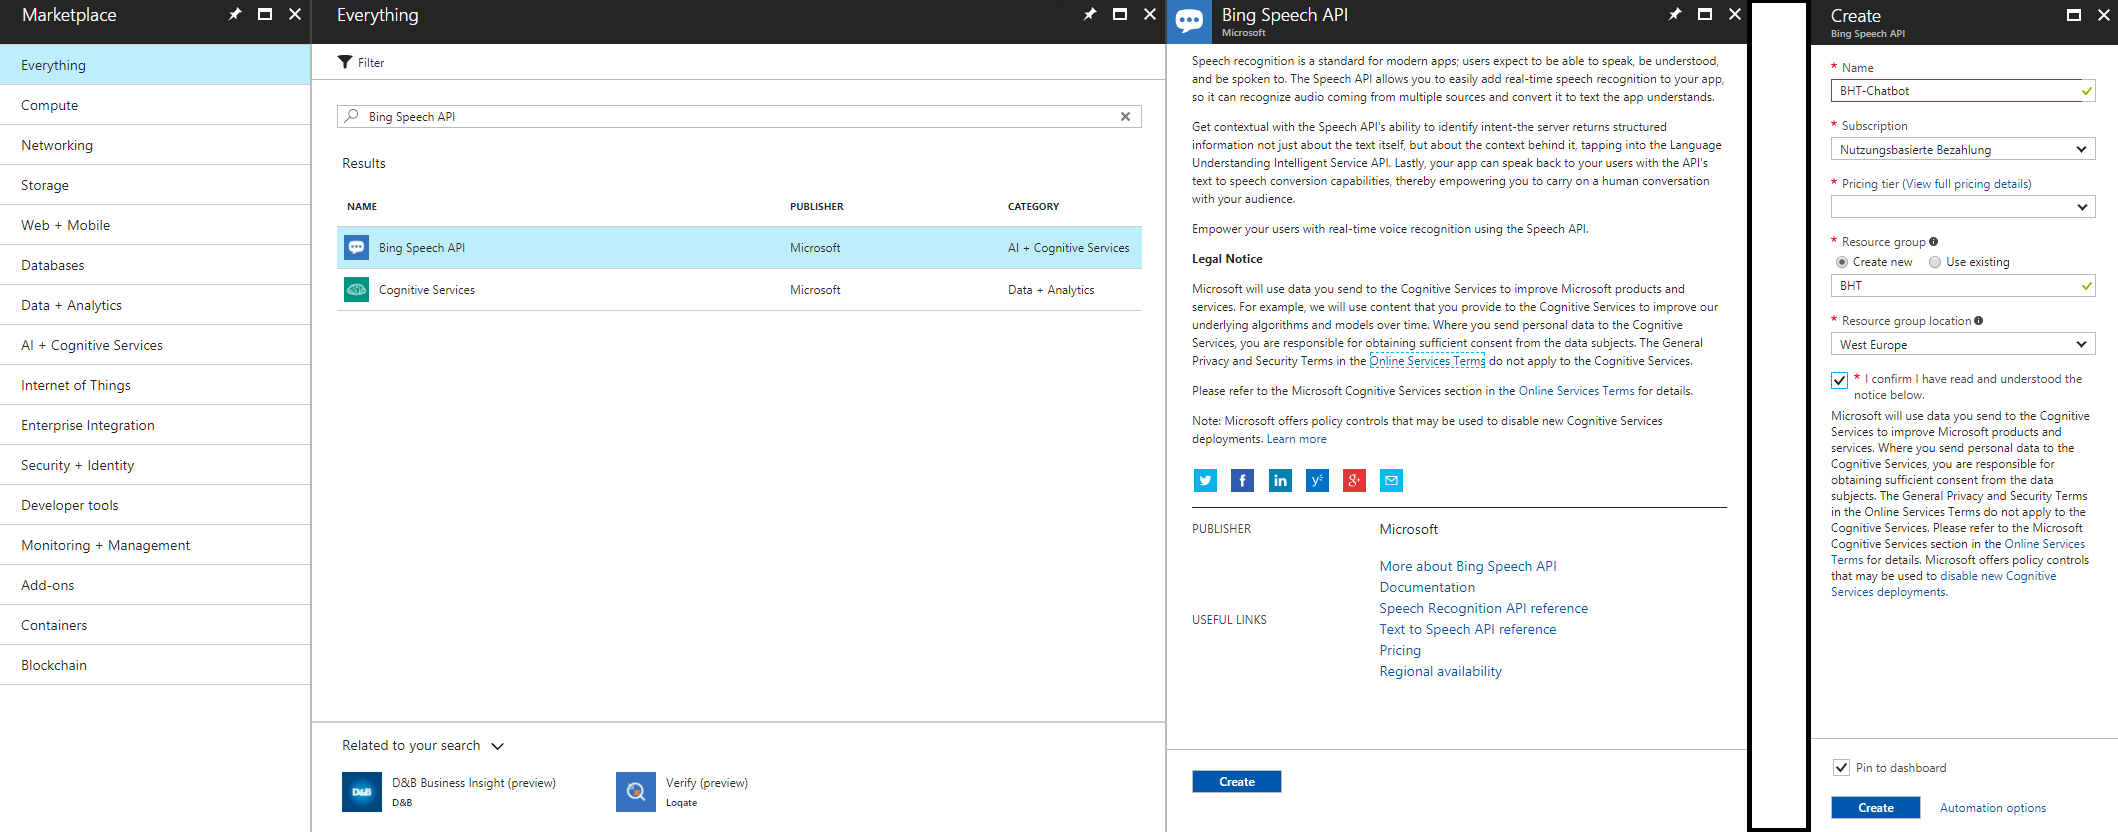 Marketplace
Everything
Compute
Networking
Storage
Web + Mobile
Databases
Data + Analytics
AI + Cognitive Services
Internet of Things
Enterprise Integration
Security + Identity
Developer tools
Monitoring + Management
Add-ons
Containers
Blockchain
Everything
Filter
Bing Speech API
Results
NAME PUBLISHER CATEGORY
Bing Speech API Microsoft AI + Cognitive Services
Cognitive Services Microsoft Data + Analytics
Related to your search
D&B
D&B Business Insight (preview)
D&B
Verify (preview)
Loqate
Bing Speech API
Microsoft
Speech recognition is a standard for modern apps; users expect to be able to speak, be understood,
and be spoken to. The Speech API allows you to easily add real-time speech recognition to your app,
so it can recognize audio coming from multiple sources and convert it to text the app understands.
Get contextual with the Speech API's ability to identify intent-the server returns structured
information not just about the text itself, but about the context behind it, tapping into the Language
Understanding Intelligent Service API. Lastly, your app can speak back to your users with the API's
text to speech conversion capabilities, thereby empowering you to carry on a human conversation
with your audience.
Empower your users with real-time voice recognition using the Speech API.
Legal Notice
Microsoft will use data you send to the Cognitive Services to improve Microsoft products and
services. For example, we will use content that you provide to the Cognitive Services to improve our
underlying algorithms and models over time. Where you send personal data to the Cognitive
Services, you are responsible for obtaining sufficient consent from the data subjects. The General
Privacy and Security Terms in the Online Services Terms do not apply to the Cognitive Services.
Please refer to the Microsoft Cognitive Services section in the Online Services Terms for details.
Note: Microsoft offers policy controls that may be used to disable new Cognitive Services
deployments. Learn more
PUBLISHER Microsoft
USEFUL LINKS
More about Bing Speech API
Documentation
Speech Recognition API reference
Text to Speech API reference
Pricing
Regional availability
Create
Create
Bing Speech API
* Name
BHT-Chatbot
* Subscription
Nutzungsbasierte Bezahlung
* Pricing tier (View full pricing details)
* Resource group
Create new Use existing
BHT
* Resource group location
West Europe
* I confirm I have read and understood the
notice below.
Microsoft will use data you send to the Cognitive
Services to improve Microsoft products and
services. Where you send personal data to the
Cognitive Services, you are responsible for
obtaining sufficient consent from the data
subjects. The General Privacy and Security Terms
in the Online Services Terms do not apply to the
Cognitive Services. Please refer to the Microsoft
Cognitive Services section in the Online Services
Terms for details. Microsoft offers policy controls
that may be used to disable new Cognitive
Services deployments.
Pin to dashboard
Create Automation options